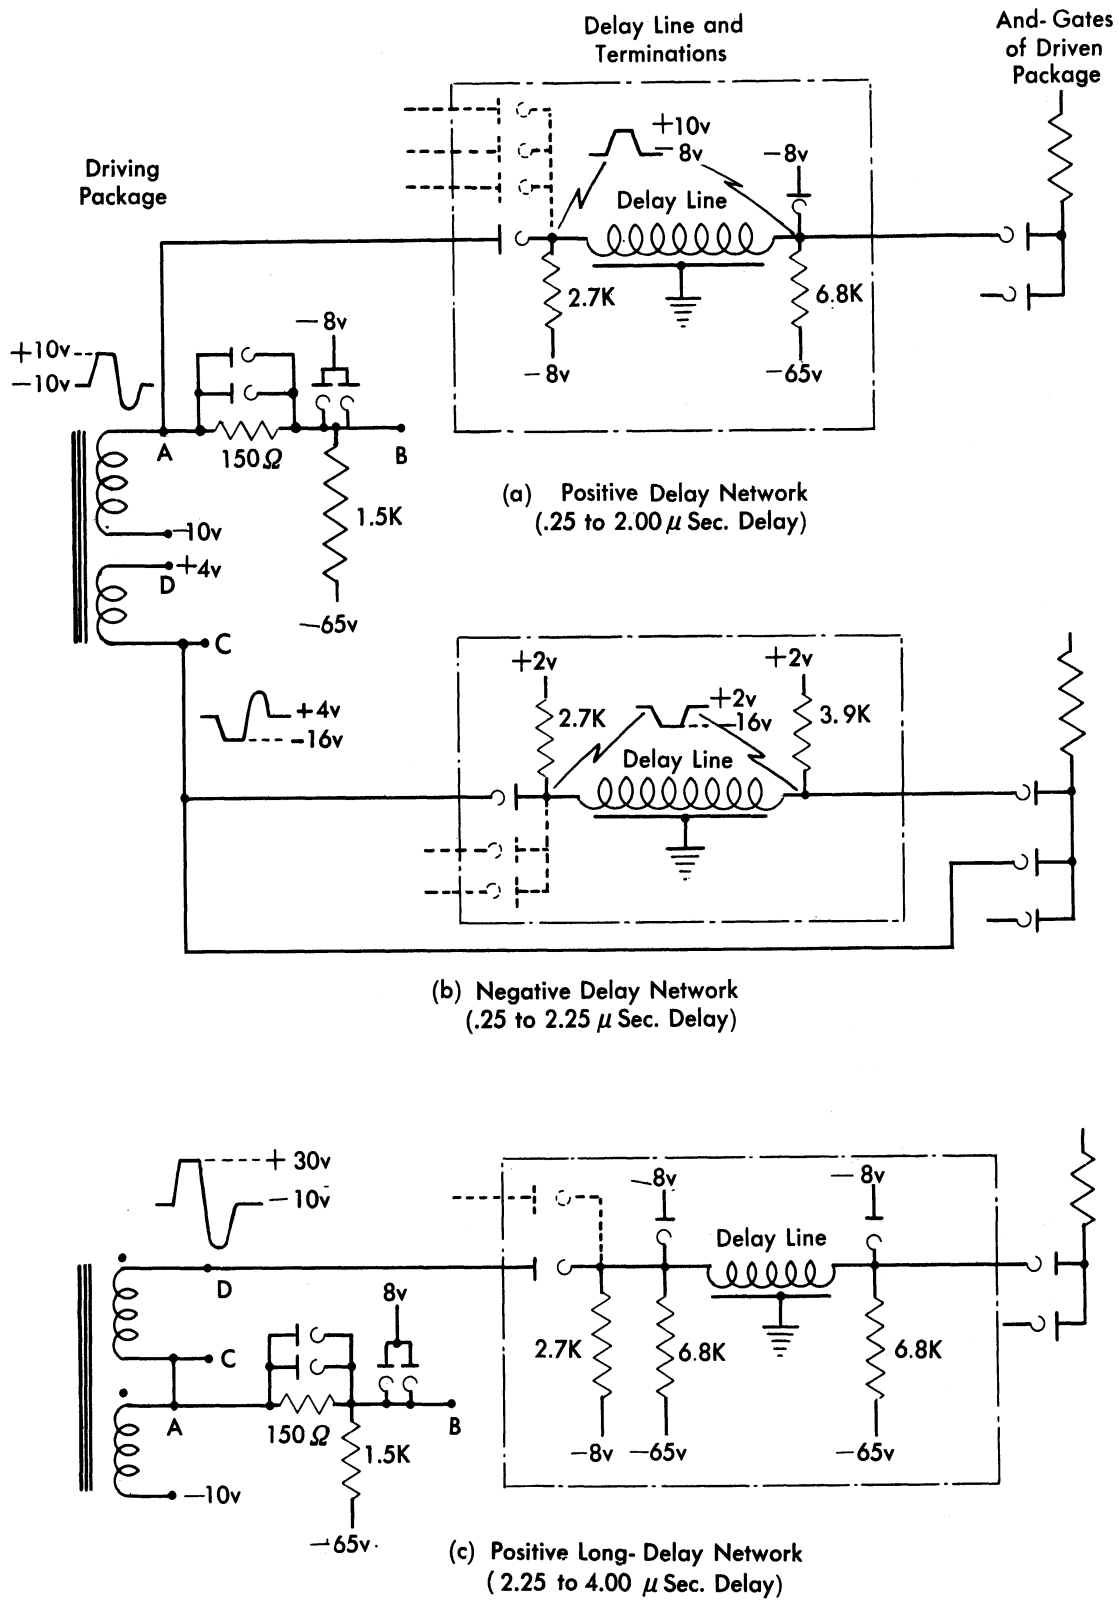 Delay Line and
Terminations
And- Gates
of Driven
Package
Driving
Package
+10v
- 8v
-8v
Delay Line
2.7K
6.8K
-8v
-65v
- 8v
+10v
-10v
A
150Ω
B
1.5K
-10v
+4v
D
-65v
C
(a) Positive Delay Network
(.25 to 2.00 μ Sec. Delay)
+2v
+2v
2.7K
+2v
-16v
3.9K
+4v
-16v
Delay Line
(b) Negative Delay Network
(.25 to 2.25 μ Sec. Delay)
+ 30v
- 10v
-8v
- 8v
Delay Line
D
8v
C
2.7K
6.8K
6.8K
A
150 Ω
B
1.5K
-8v
-65v
-65v
-10v
-65v.
(c) Positive Long- Delay Network
( 2.25 to 4.00 μ Sec. Delay)